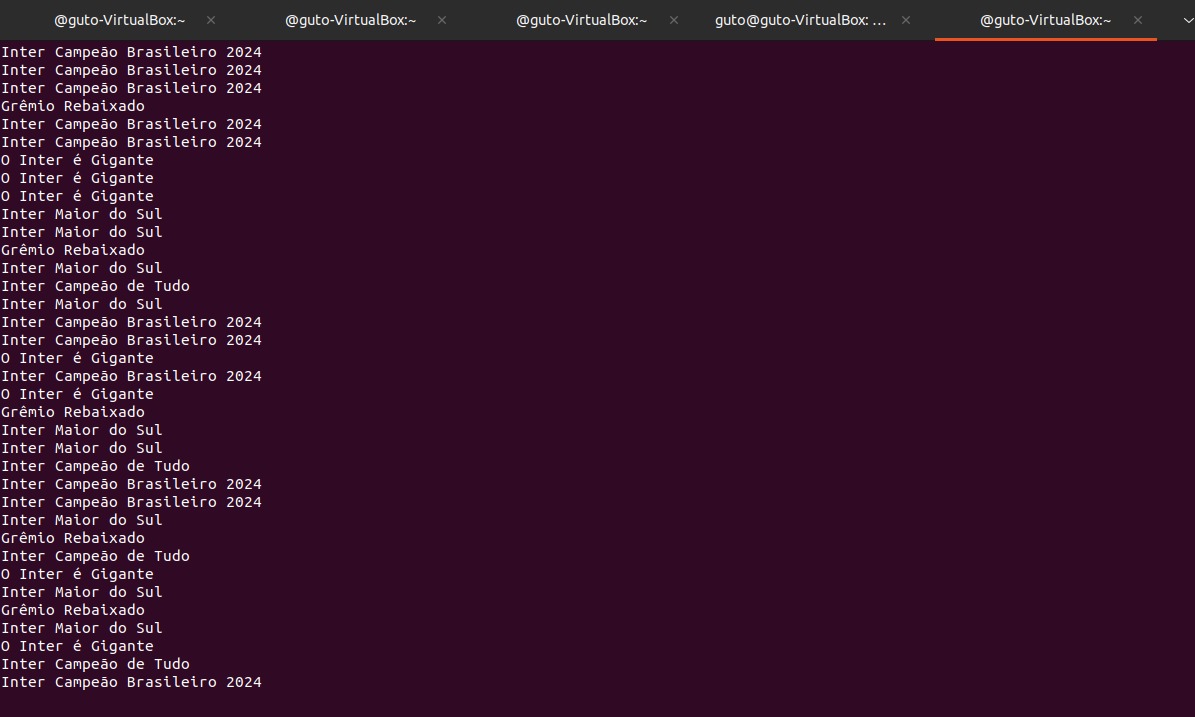 @guto-VirtualBox:~ @guto-VirtualBox:~ @guto-VirtualBox:~ guto@guto-VirtualBox: ... @guto-VirtualBox:~
Inter Campeão Brasileiro 2024
Inter Campeão Brasileiro 2024
Inter Campeão Brasileiro 2024
Grêmio Rebaixado
Inter Campeão Brasileiro 2024
Inter Campeão Brasileiro 2024
O Inter é Gigante
O Inter é Gigante
O Inter é Gigante
Inter Maior do Sul
Inter Maior do Sul
Grêmio Rebaixado
Inter Maior do Sul
Inter Campeão de Tudo
Inter Maior do Sul
Inter Campeão Brasileiro 2024
Inter Campeão Brasileiro 2024
O Inter é Gigante
Inter Campeão Brasileiro 2024
O Inter é Gigante
Grêmio Rebaixado
Inter Maior do Sul
Inter Maior do Sul
Inter Campeão de Tudo
Inter Campeão Brasileiro 2024
Inter Campeão Brasileiro 2024
Inter Maior do Sul
Grêmio Rebaixado
Inter Campeão de Tudo
O Inter é Gigante
Inter Maior do Sul
Grêmio Rebaixado
Inter Maior do Sul
O Inter é Gigante
Inter Campeão de Tudo
Inter Campeão Brasileiro 2024